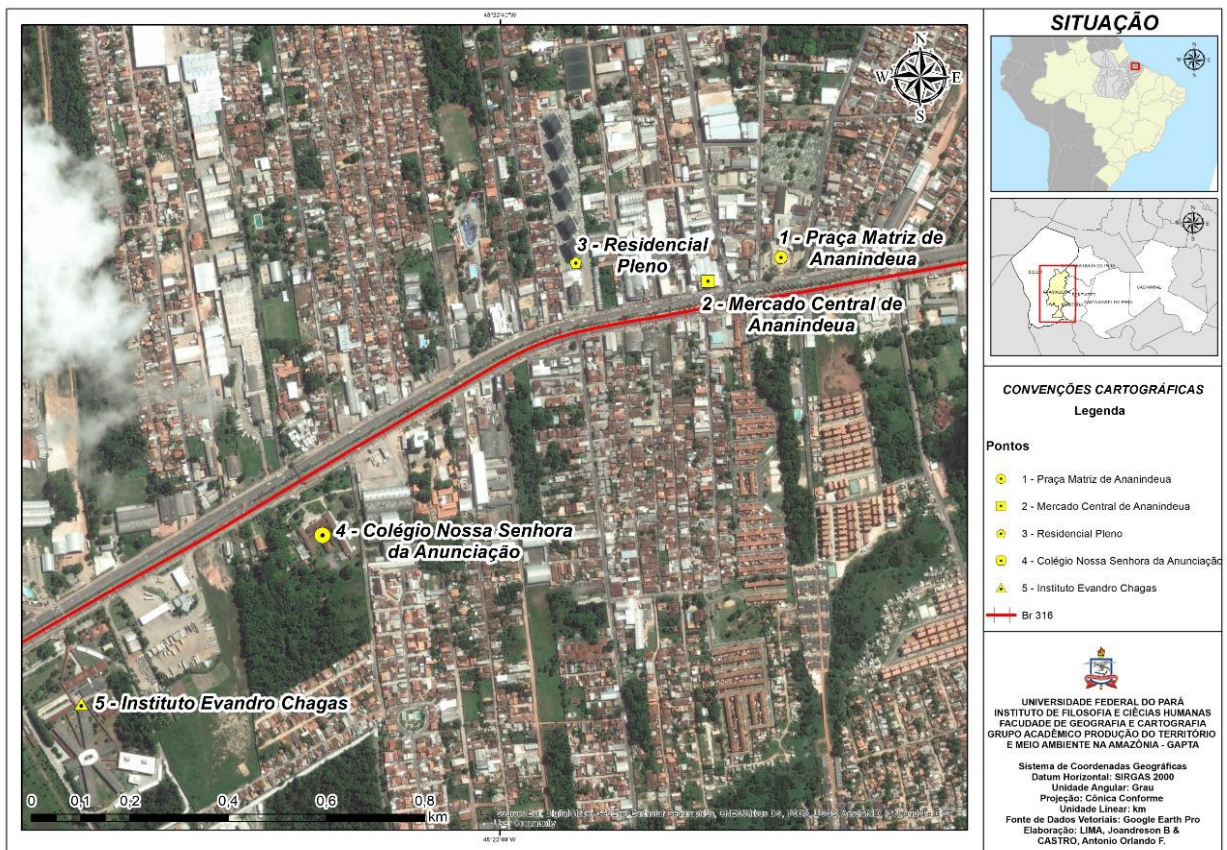 48°22'40"W
N
W
E
S
3 - Residencial
Pleno
1 - Praça Matriz de
Ananindeua
2 - Mercado Central de
Ananindeua
4 - Colégio Nossa Senhora
da Anunciação
5 - Instituto Evandro Chagas
0 0,1 0,2 0,4 0,6 0,8
km
User Community
SITUAÇÃO
N
W
E
S
N
W
E
S
CONVENÇÕES CARTOGRÁFICAS
Legenda
Pontos
1 - Praça Matriz de Ananindeua
2 - Mercado Central de Ananindeua
3 - Residencial Pleno
4 - Colégio Nossa Senhora da Anunciação
5 - Instituto Evandro Chagas
Br 316
UNIVERSIDADE FEDERAL DO PARÁ
INSTITUTO DE FILOSOFIA E CIÊCIAS HUMANAS
FACUDADE DE GEOGRAFIA E CARTOGRAFIA
GRUPO ACADÊMICO PRODUÇÃO DO TERRITÓRIO
E MEIO AMBIENTE NA AMAZÔNIA - GAPTA
Sistema de Coordenadas Geográficas
Datum Horizontal: SIRGAS 2000
Unidade Angular: Grau
Projeção: Cônica Conforme
Unidade Linear: km
Fonte de Dados Vetoriais: Google Earth Pro
Elaboração: LIMA, Joandreson B &
CASTRO, Antonio Orlando F.